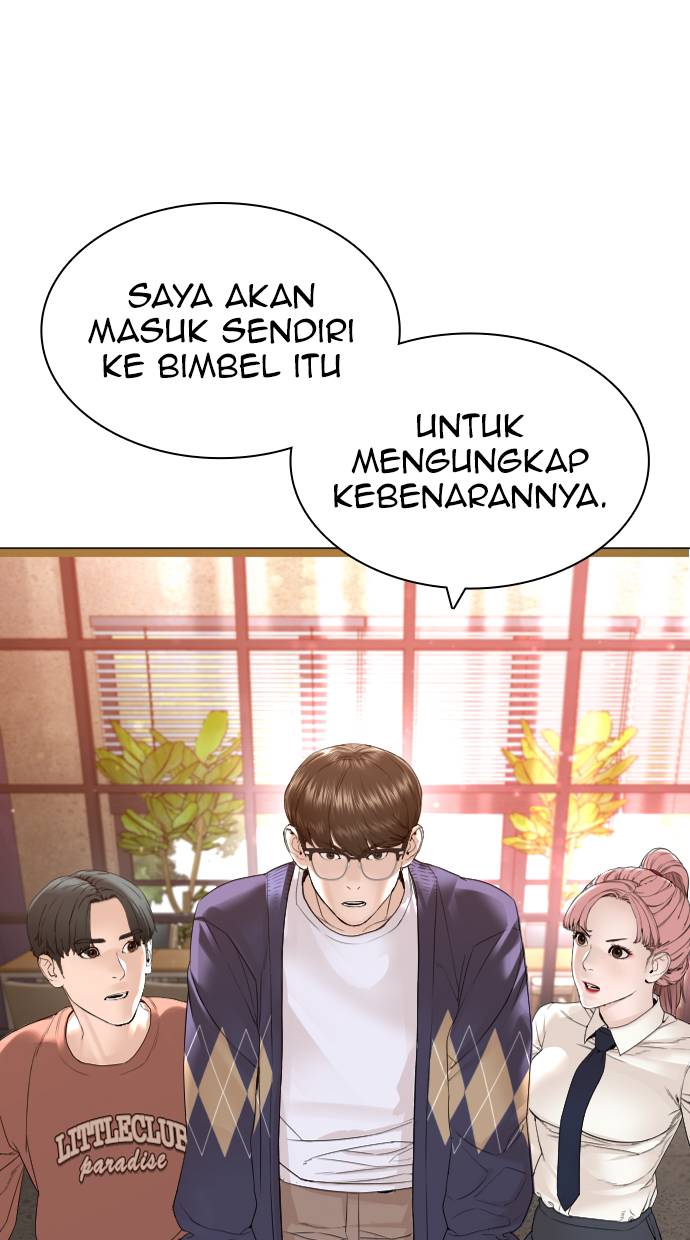 SAYA AKAN
MASUK SENDIRI
KE BIMBEL ITU
UNTUK
MENGUNGKAP
KEBENARANNYA.
LITTLECLUB
paradise